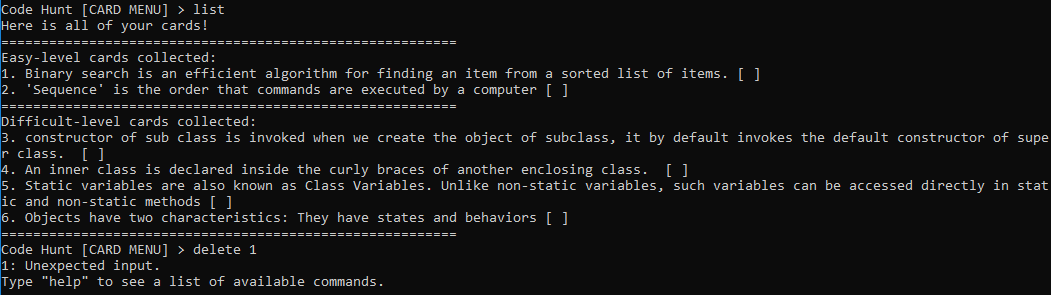 Code Hunt [CARD MENU] > list
Here is all of your cards!
=========================================================
Easy-level cards collected:
1. Binary search is an efficient algorithm for finding an item from a sorted list of items. [ ]
2. 'Sequence' is the order that commands are executed by a computer [ ]
=========================================================
Difficult-level cards collected:
3. constructor of sub class is invoked when we create the object of subclass, it by default invokes the default constructor of supe
r class.  [ ]
4. An inner class is declared inside the curly braces of another enclosing class.  [ ]
5. Static variables are also known as Class Variables. Unlike non-static variables, such variables can be accessed directly in stat
ic and non-static methods [ ]
6. Objects have two characteristics: They have states and behaviors [ ]
=========================================================
Code Hunt [CARD MENU] > delete 1
1: Unexpected input.
Type "help" to see a list of available commands.